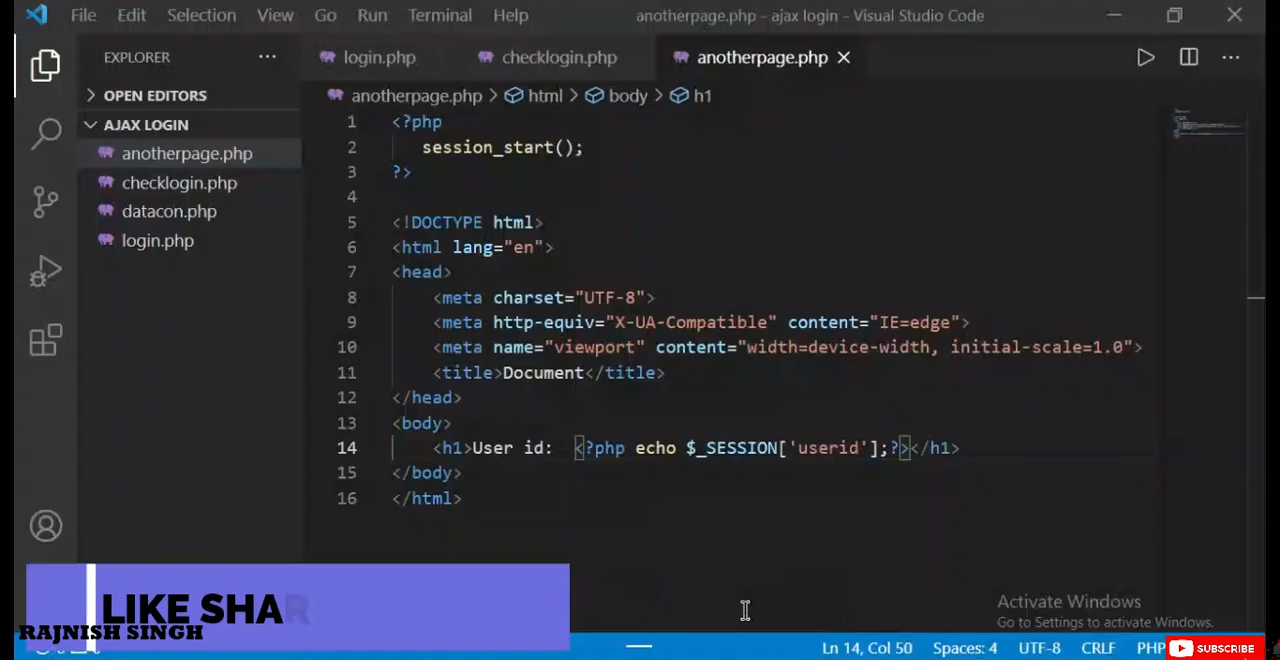 File Edit Selection View Go Run Terminal Help anotherpage.php - ajax login - Visual Studio Code
EXPLORER
login.php checklogin.php anotherpage.php
OPEN EDITORS
anotherpage.php > html > body > h1
AJAX LOGIN
anotherpage.php
checklogin.php
datacon.php
login.php
1 <?php
2 session_start();
3 ?>
4
5 <!DOCTYPE html>
6 <html lang="en">
7 <head>
8 <meta charset="UTF-8">
9 <meta http-equiv="X-UA-Compatible" content="IE=edge">
10 <meta name="viewport" content="width=device-width, initial-scale=1.0">
11 <title>Document</title>
12 </head>
13 <body>
14 <h1>User id: <?php echo $_SESSION['userid'];?></h1>
15 </body>
16 </html>
LIKE SHAR
RAJNISH SINGH
Activate Windows
Go to Settings to activate Windows.
Ln 14, Col 50 Spaces: 4 UTF-8 CRLF PHP
SUBSCRIBE